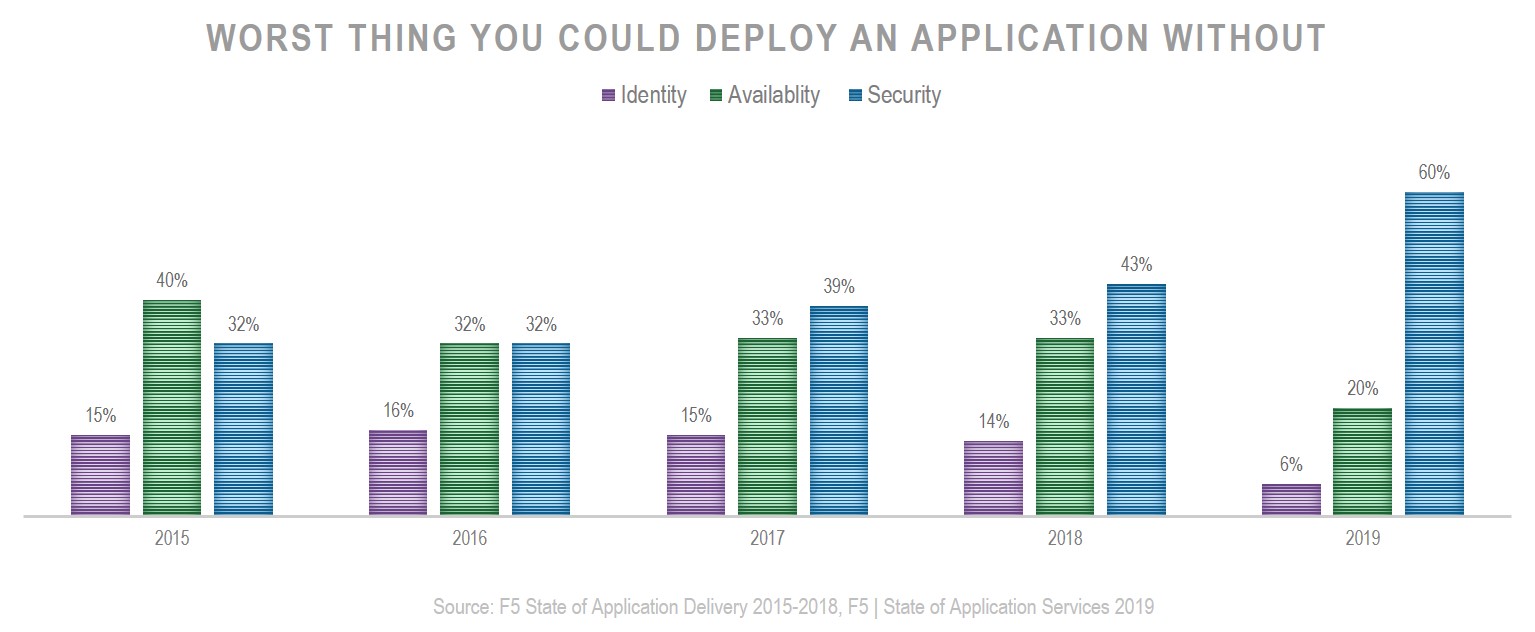 WORST THING YOU COULD DEPLOY AN APPLICATION WITHOUT
Identity Availablity Security
60%
43%
40% 39%
32% 32% 32% 33% 33%
20%
15% 16% 15% 14%
6%
2015 2016 2017 2018 2019
Source: F5 State of Application Delivery 2015-2018, F5 | State of Application Services 2019